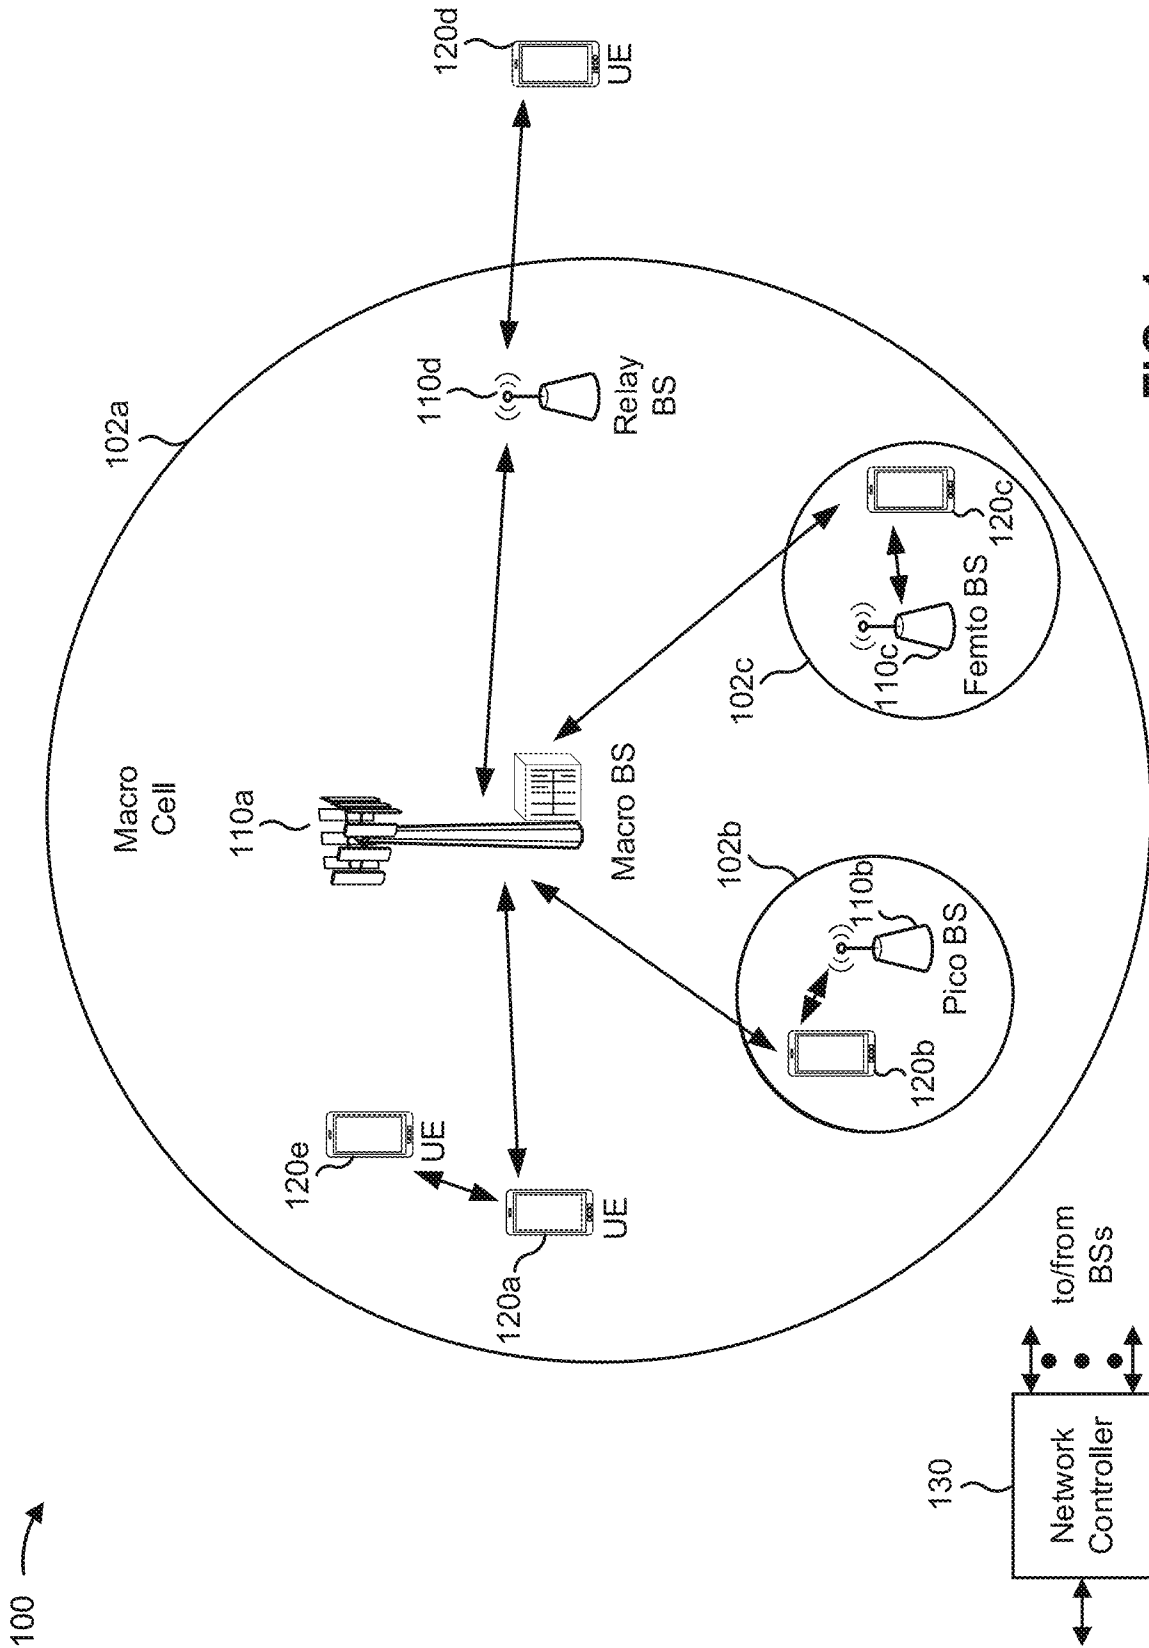 100
102a
Macro
Cell
110a
120d
UE
110d
Relay
BS
120e
UE
120a
UE
Macro BS
102b
110b
Pico BS
120b
102c
110c
Femto BS
120c
130
Network
Controller
to/from
BSs